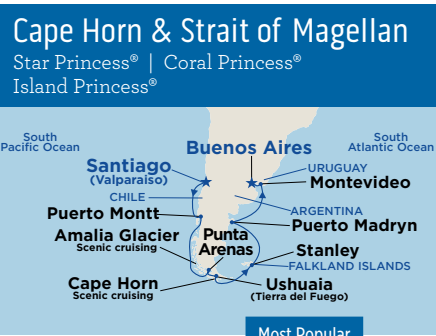 Cape Horn & Strait of Magellan
Star Princess® | Coral Princess®
Island Princess®
South
Pacific Ocean
South
Atlantic Ocean
Buenos Aires
Santiago
(Valparaiso)
URUGUAY
Montevideo
CHILE
ARGENTINA
Puerto Montt
Puerto Madryn
Amalia Glacier
Scenic cruising
Punta
Arenas
Stanley
FALKLAND ISLANDS
Cape Horn
Scenic cruising
Ushuaia
(Tierra del Fuego)
Most Popular